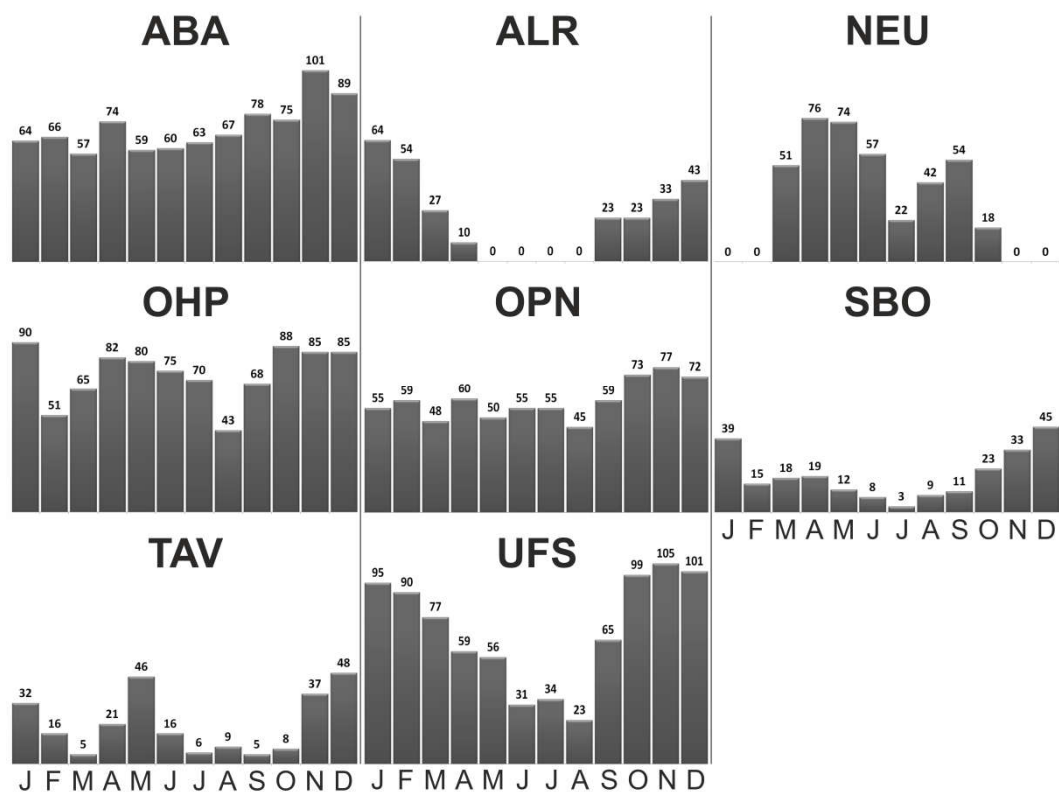 ABA
64 66 57 74 59 60 63 67 78 75 101 89
ALR
64 54 27 10 0 0 0 0 23 23 33 43
NEU
0 0 51 76 74 57 22 42 54 18 0 0
OHP
90 51 65 82 80 75 70 43 68 88 85 85
OPN
55 59 48 60 50 55 55 45 59 73 77 72
SBO
39 15 18 19 12 8 3 9 11 23 33 45
J F M A M J J A S O N D
TAV
32 16 5 21 46 16 6 9 5 8 37 48
J F M A M J J A S O N D
UFS
95 90 77 59 56 31 34 23 65 99 105 101
J F M A M J J A S O N D